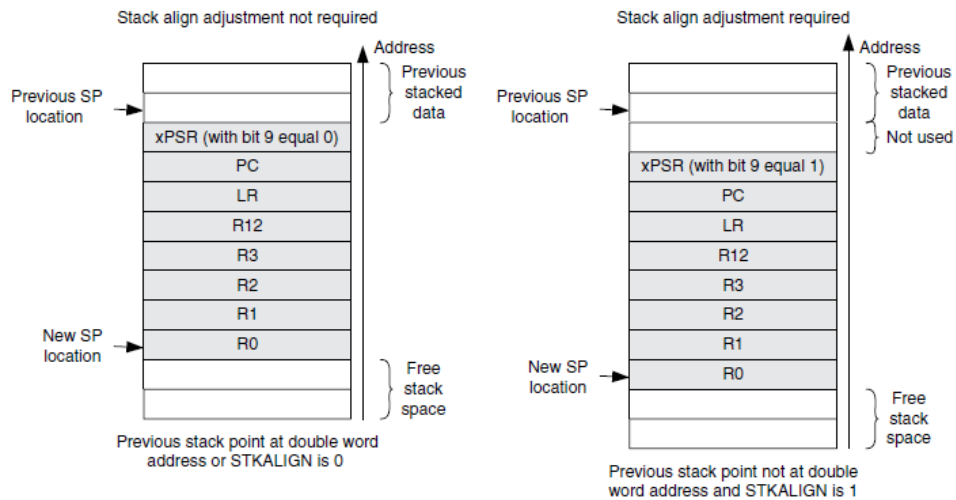 Stack align adjustment not required
Address
Previous
stacked
data
Previous SP
location
xPSR (with bit 9 equal 0)
PC
LR
R12
R3
R2
R1
R0
New SP
location
Free
stack
space
Previous stack point at double word
address or STKALIGN is 0
Stack align adjustment required
Address
Previous
stacked
data
Previous SP
location
Not used
xPSR (with bit 9 equal 1)
PC
LR
R12
R3
R2
R1
R0
New SP
location
Free
stack
space
Previous stack point not at double
word address and STKALIGN is 1